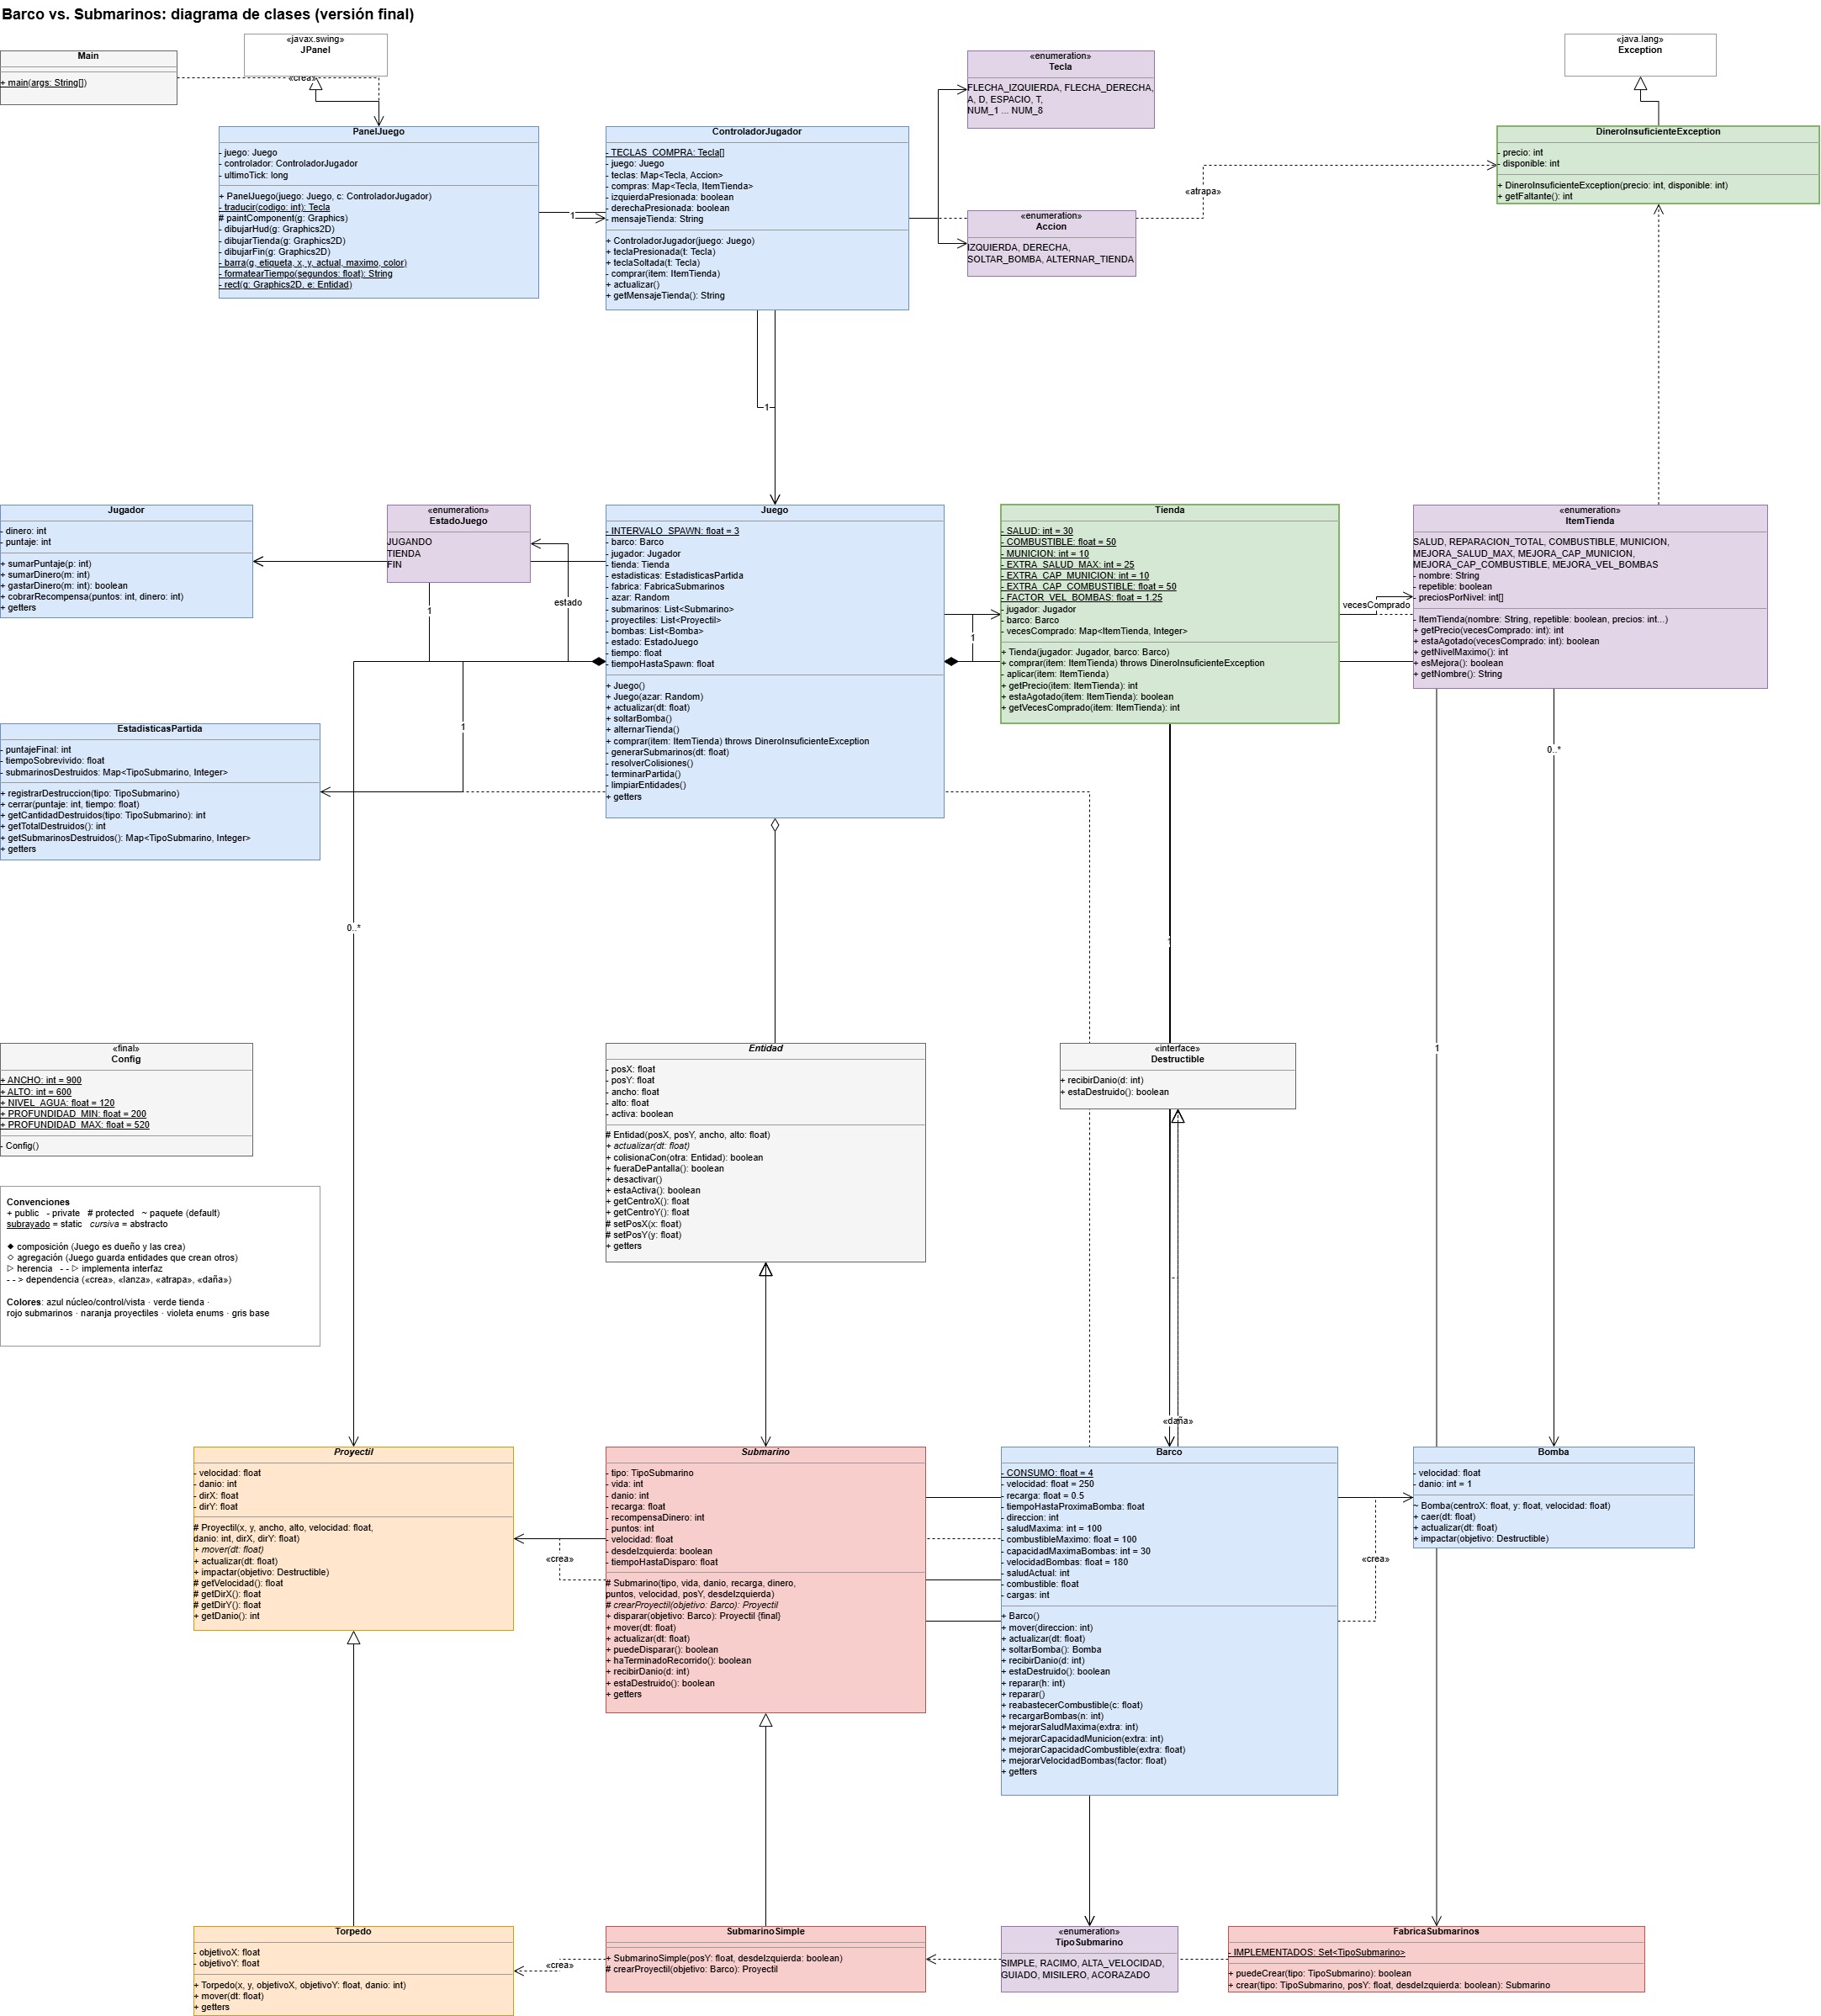 Barco vs. Submarinos: diagrama de clases (versión final)
Main
+ main(args: String[])
«javax.swing»
JPanel
«crea»
«enumeration»
Tecla
FLECHA_IZQUIERDA, FLECHA_DERECHA,
A, D, ESPACIO, T,
NUM_1 ... NUM_8
«java.lang»
Exception
PanelJuego
- juego: Juego
- controlador: ControladorJugador
- ultimoTick: long
+ PanelJuego(juego: Juego, c: ControladorJugador)
- traducir(codigo: int): Tecla
# paintComponent(g: Graphics)
- dibujarHud(g: Graphics2D)
- dibujarTienda(g: Graphics2D)
- dibujarFin(g: Graphics2D)
- barra(g, etiqueta, x, y, actual, maximo, color)
- formatearTiempo(segundos: float): String
- rect(g: Graphics2D, e: Entidad)
1
ControladorJugador
- TECLAS_COMPRA: Tecla[]
- juego: Juego
- teclas: Map<Tecla, Accion>
- compras: Map<Tecla, ItemTienda>
- izquierdaPresionada: boolean
- derechaPresionada: boolean
- mensajeTienda: String
+ ControladorJugador(juego: Juego)
+ teclaPresionada(t: Tecla)
+ teclaSoltada(t: Tecla)
- comprar(item: ItemTienda)
+ actualizar()
+ getMensajeTienda(): String
«enumeration»
Accion
IZQUIERDA, DERECHA,
SOLTAR_BOMBA, ALTERNAR_TIENDA
«atrapa»
DineroInsuficienteException
- precio: int
- disponible: int
+ DineroInsuficienteException(precio: int, disponible: int)
+ getFaltante(): int
1
Jugador
- dinero: int
- puntaje: int
+ sumarPuntaje(p: int)
+ sumarDinero(m: int)
+ gastarDinero(m: int): boolean
+ cobrarRecompensa(puntos: int, dinero: int)
+ getters
«enumeration»
EstadoJuego
JUGANDO
TIENDA
FIN
1
estado
1
Juego
- INTERVALO_SPAWN: float = 3
- barco: Barco
- jugador: Jugador
- tienda: Tienda
- estadisticas: EstadisticasPartida
- fabrica: FabricaSubmarinos
- azar: Random
- submarinos: List<Submarino>
- proyectiles: List<Proyectil>
- bombas: List<Bomba>
- estado: EstadoJuego
- tiempo: float
- tiempoHastaSpawn: float
+ Juego()
+ Juego(azar: Random)
+ actualizar(dt: float)
+ soltarBomba()
+ alternarTienda()
+ comprar(item: ItemTienda) throws DineroInsuficienteException
- generarSubmarinos(dt: float)
- resolverColisiones()
- terminarPartida()
- limpiarEntidades()
+ getters
1
Tienda
- SALUD: int = 30
- COMBUSTIBLE: float = 50
- MUNICION: int = 10
- EXTRA_SALUD_MAX: int = 25
- EXTRA_CAP_MUNICION: int = 10
- EXTRA_CAP_COMBUSTIBLE: float = 50
- FACTOR_VEL_BOMBAS: float = 1.25
- jugador: Jugador
- barco: Barco
- vecesComprado: Map<ItemTienda, Integer>
+ Tienda(jugador: Jugador, barco: Barco)
+ comprar(item: ItemTienda) throws DineroInsuficienteException
- aplicar(item: ItemTienda)
+ getPrecio(item: ItemTienda): int
+ estaAgotado(item: ItemTienda): boolean
+ getVecesComprado(item: ItemTienda): int
vecesComprado
«enumeration»
ItemTienda
SALUD, REPARACION_TOTAL, COMBUSTIBLE, MUNICION,
MEJORA_SALUD_MAX, MEJORA_CAP_MUNICION,
MEJORA_CAP_COMBUSTIBLE, MEJORA_VEL_BOMBAS
- nombre: String
- repetible: boolean
- preciosPorNivel: int[]
- ItemTienda(nombre: String, repetible: boolean, precios: int...)
+ getPrecio(vecesComprado: int): int
+ estaAgotado(vecesComprado: int): boolean
+ getNivelMaximo(): int
+ esMejora(): boolean
+ getNombre(): String
EstadisticasPartida
- puntajeFinal: int
- tiempoSobrevivido: float
- submarinosDestruidos: Map<TipoSubmarino, Integer>
+ registrarDestruccion(tipo: TipoSubmarino)
+ cerrar(puntaje: int, tiempo: float)
+ getCantidadDestruidos(tipo: TipoSubmarino): int
+ getTotalDestruidos(): int
+ getSubmarinosDestruidos(): Map<TipoSubmarino, Integer>
+ getters
0..*
0..*
1
1
«final»
Config
+ ANCHO: int = 900
+ ALTO: int = 600
+ NIVEL_AGUA: float = 120
+ PROFUNDIDAD_MIN: float = 200
+ PROFUNDIDAD_MAX: float = 520
- Config()
Entidad
- posX: float
- posY: float
- ancho: float
- alto: float
- activa: boolean
# Entidad(posX, posY, ancho, alto: float)
+ actualizar(dt: float)
+ colisionaCon(otra: Entidad): boolean
+ fueraDePantalla(): boolean
+ desactivar()
+ estaActiva(): boolean
+ getCentroX(): float
+ getCentroY(): float
# setPosX(x: float)
# setPosY(y: float)
+ getters
«interface»
Destructible
+ recibirDanio(d: int)
+ estaDestruido(): boolean
Convenciones
+ public   - private   # protected   ~ paquete (default)
subrayado = static   cursiva = abstracto
◆ composición (Juego es dueño y las crea)
◇ agregación (Juego guarda entidades que crean otros)
▷ herencia   - - ▷ implementa interfaz
- - > dependencia («crea», «lanza», «atrapa», «daña»)
Colores: azul núcleo/control/vista · verde tienda ·
rojo submarinos · naranja proyectiles · violeta enums · gris base
«daña»
Proyectil
- velocidad: float
- danio: int
- dirX: float
- dirY: float
# Proyectil(x, y, ancho, alto, velocidad: float,
danio: int, dirX, dirY: float)
+ mover(dt: float)
+ actualizar(dt: float)
+ impactar(objetivo: Destructible)
# getVelocidad(): float
# getDirX(): float
# getDirY(): float
+ getDanio(): int
«crea»
Submarino
- tipo: TipoSubmarino
- vida: int
- danio: int
- recarga: float
- recompensaDinero: int
- puntos: int
- velocidad: float
- desdeIzquierda: boolean
- tiempoHastaDisparo: float
# Submarino(tipo, vida, danio, recarga, dinero,
puntos, velocidad, posY, desdeIzquierda)
# crearProyectil(objetivo: Barco): Proyectil
+ disparar(objetivo: Barco): Proyectil {final}
+ mover(dt: float)
+ actualizar(dt: float)
+ puedeDisparar(): boolean
+ haTerminadoRecorrido(): boolean
+ recibirDanio(d: int)
+ estaDestruido(): boolean
+ getters
Barco
- CONSUMO: float = 4
- velocidad: float = 250
- recarga: float = 0.5
- tiempoHastaProximaBomba: float
- direccion: int
- saludMaxima: int = 100
- combustibleMaximo: float = 100
- capacidadMaximaBombas: int = 30
- velocidadBombas: float = 180
- saludActual: int
- combustible: float
- cargas: int
+ Barco()
+ mover(direccion: int)
+ actualizar(dt: float)
+ soltarBomba(): Bomba
+ recibirDanio(d: int)
+ estaDestruido(): boolean
+ reparar(h: int)
+ reparar()
+ reabastecerCombustible(c: float)
+ recargarBombas(n: int)
+ mejorarSaludMaxima(extra: int)
+ mejorarCapacidadMunicion(extra: int)
+ mejorarCapacidadCombustible(extra: float)
+ mejorarVelocidadBombas(factor: float)
+ getters
«crea»
Bomba
- velocidad: float
- danio: int = 1
~ Bomba(centroX: float, y: float, velocidad: float)
+ caer(dt: float)
+ actualizar(dt: float)
+ impactar(objetivo: Destructible)
Torpedo
- objetivoX: float
- objetivoY: float
+ Torpedo(x, y, objetivoX, objetivoY: float, danio: int)
+ mover(dt: float)
+ getters
«crea»
SubmarinoSimple
+ SubmarinoSimple(posY: float, desdeIzquierda: boolean)
# crearProyectil(objetivo: Barco): Proyectil
«enumeration»
TipoSubmarino
SIMPLE, RACIMO, ALTA_VELOCIDAD,
GUIADO, MISILERO, ACORAZADO
FabricaSubmarinos
- IMPLEMENTADOS: Set<TipoSubmarino>
+ puedeCrear(tipo: TipoSubmarino): boolean
+ crear(tipo: TipoSubmarino, posY: float, desdeIzquierda: boolean): Submarino